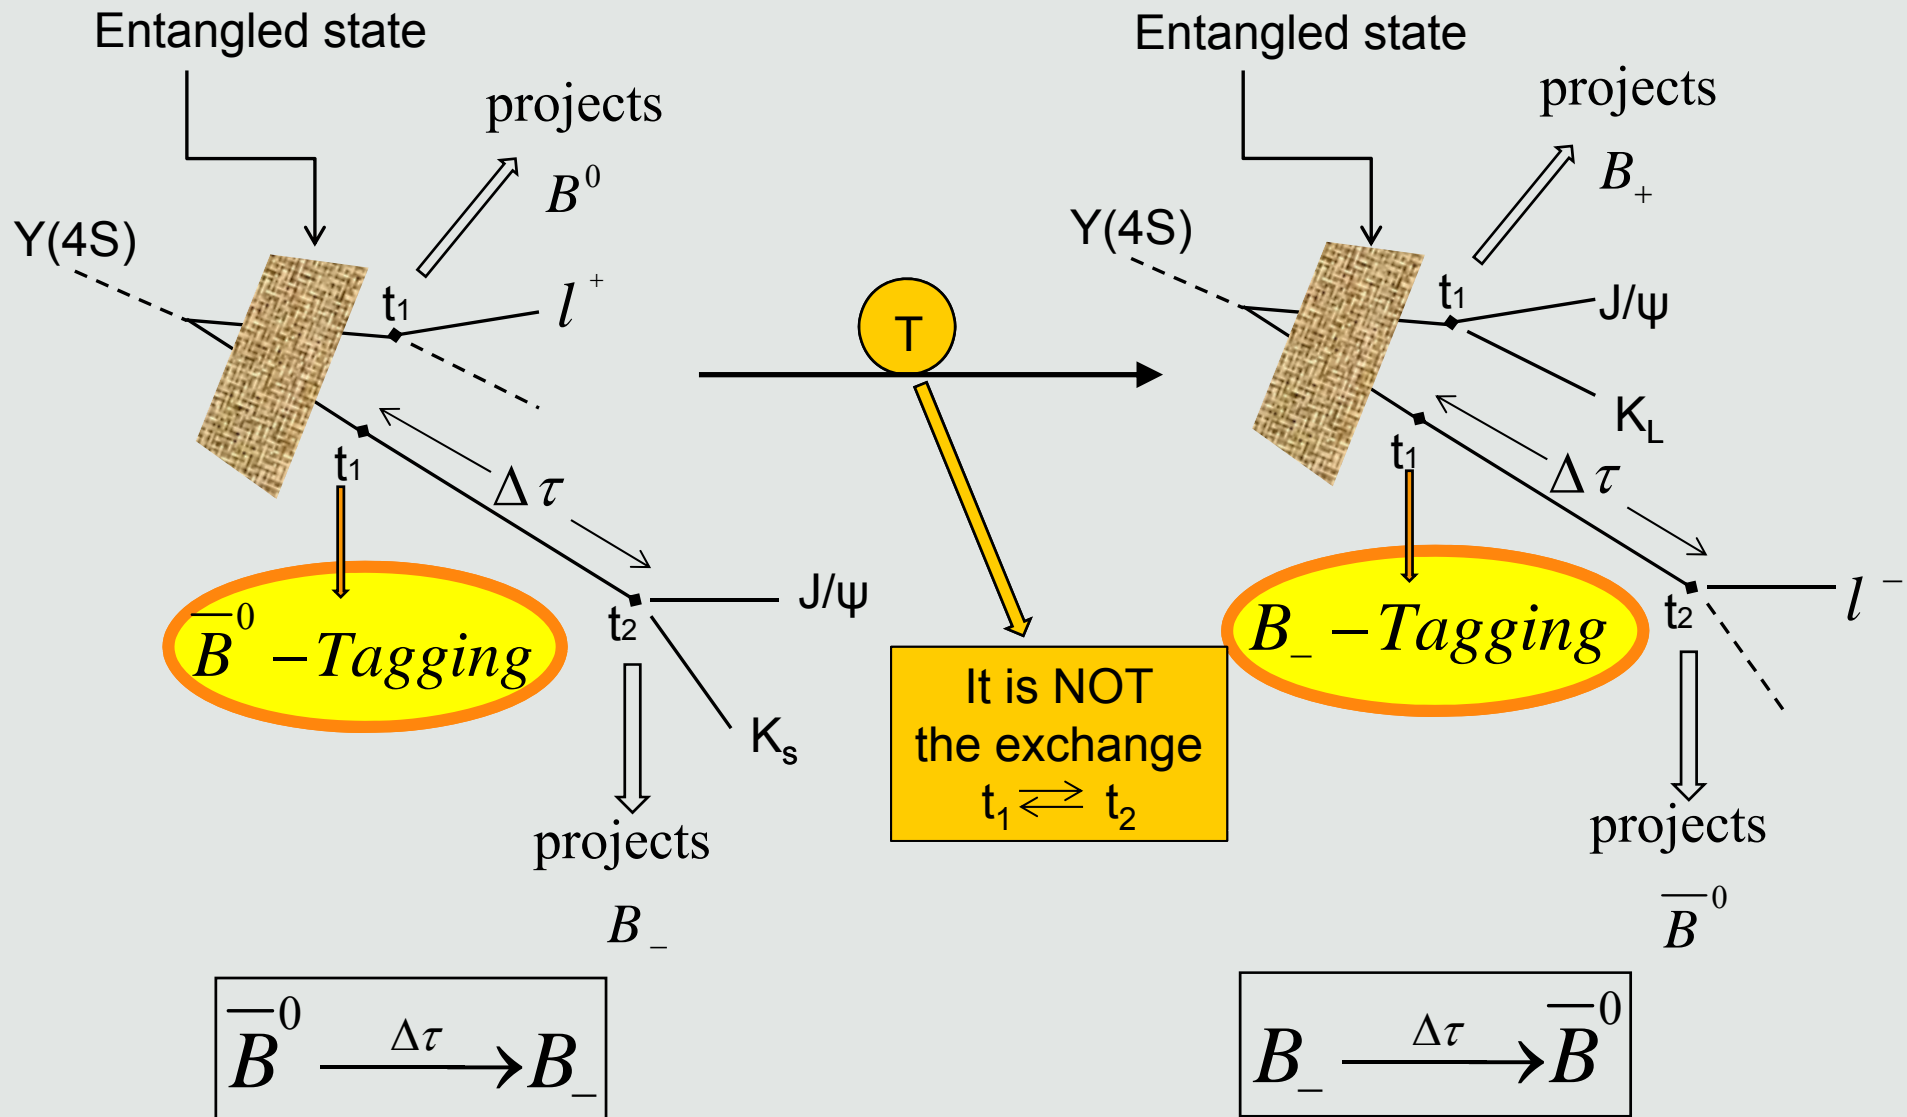 Entangled state
projects
B⁰
Y(4S)
t₁
l⁺
t₁
Δτ
B̅⁰ – Tagging
t₂
J/ψ
Kₛ
projects
B₋
B̅⁰ Δτ → B₋
T
It is NOT
the exchange
t₁ ⇄ t₂
Entangled state
projects
B₊
Y(4S)
t₁
J/ψ
K_L
t₁
Δτ
B₋ – Tagging
t₂
l⁻
projects
B̅⁰
B₋ Δτ → B̅⁰